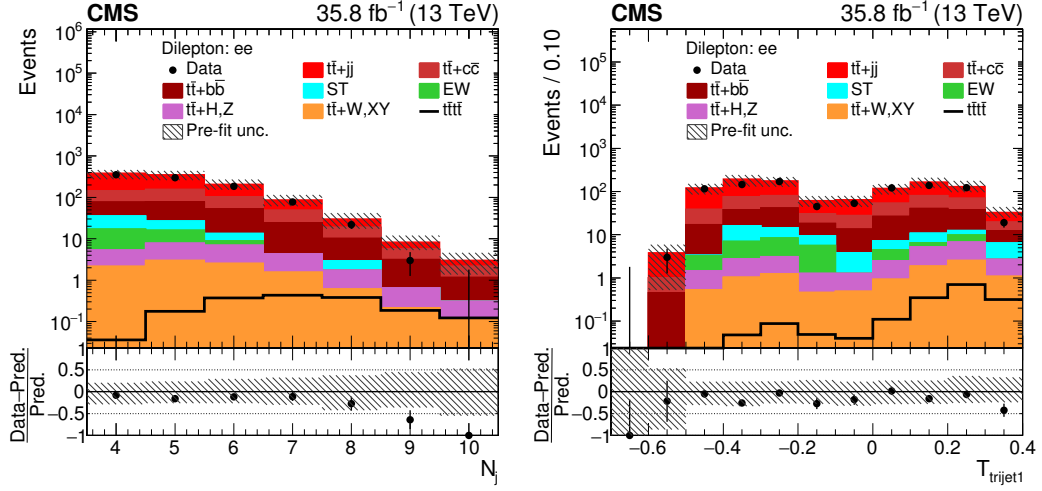 CMS 35.8 fb⁻¹ (13 TeV)
Events
Dilepton: ee
Data tt̄+jj tt̄+cc̄
tt̄+bb̄ ST EW
tt̄+H,Z tt̄+W,XY tt̄tt̄
Pre-fit unc.
10⁶
10⁵
10⁴
10³
10²
10
1
10⁻¹
Data–Pred.
Pred.
1
0.5
0
−0.5
−1
4 5 6 7 8 9 10
N_j
CMS 35.8 fb⁻¹ (13 TeV)
Events / 0.10
Dilepton: ee
Data tt̄+jj tt̄+cc̄
tt̄+bb̄ ST EW
tt̄+H,Z tt̄+W,XY tt̄tt̄
Pre-fit unc.
10⁵
10⁴
10³
10²
10
1
10⁻¹
Data–Pred.
Pred.
1
0.5
0
−0.5
−1
−0.6 −0.4 −0.2 0 0.2 0.4
T_trijet1